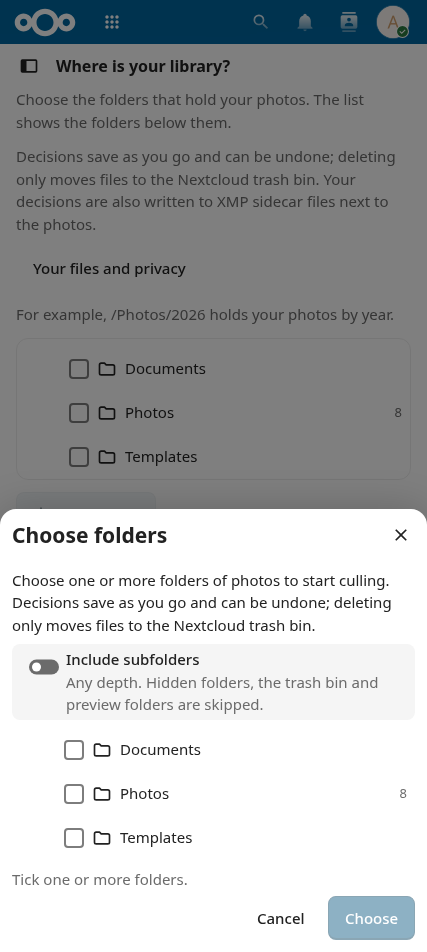 A
Where is your library?
Choose the folders that hold your photos. The list
shows the folders below them.
Decisions save as you go and can be undone; deleting
only moves files to the Nextcloud trash bin. Your
decisions are also written to XMP sidecar files next to
the photos.
Your files and privacy
For example, /Photos/2026 holds your photos by year.
Documents
Photos 8
Templates
Choose folders
Choose one or more folders of photos to start culling.
Decisions save as you go and can be undone; deleting
only moves files to the Nextcloud trash bin.
Include subfolders
Any depth. Hidden folders, the trash bin and
preview folders are skipped.
Documents
Photos 8
Templates
Tick one or more folders.
Cancel Choose